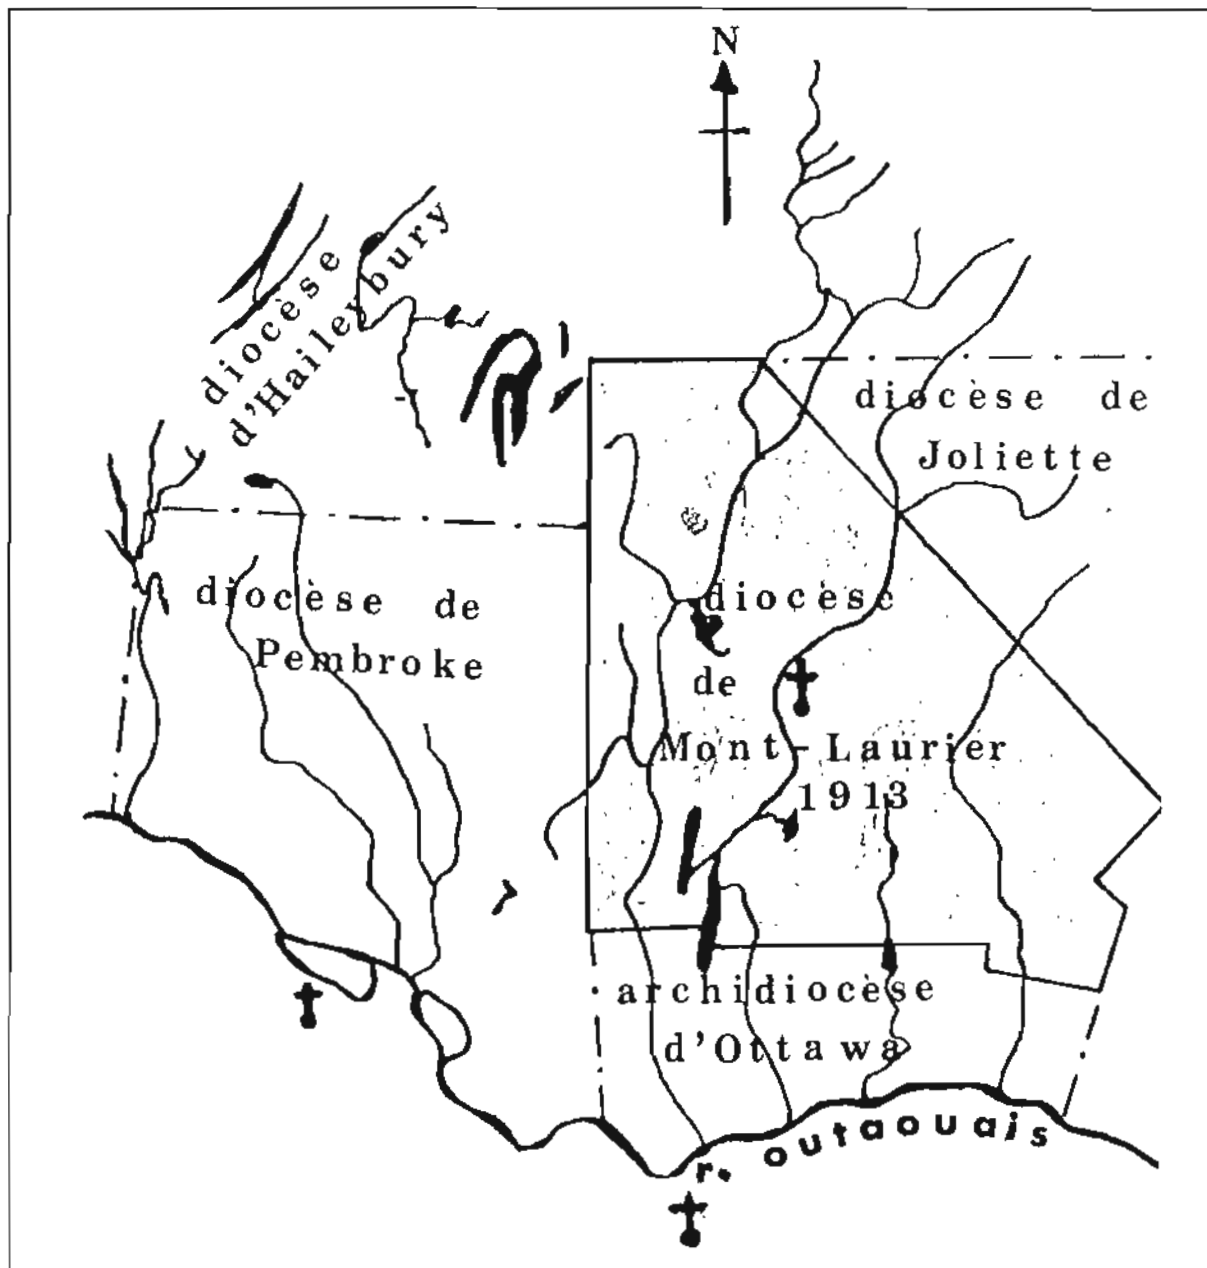 N
diocèse
d'Haileybury
diocèse de
Joliette
diocèse de
Pembroke
diocèse
de
Mont-Laurier
1913
archidiocèse
d'Ottawa
r. outaouais